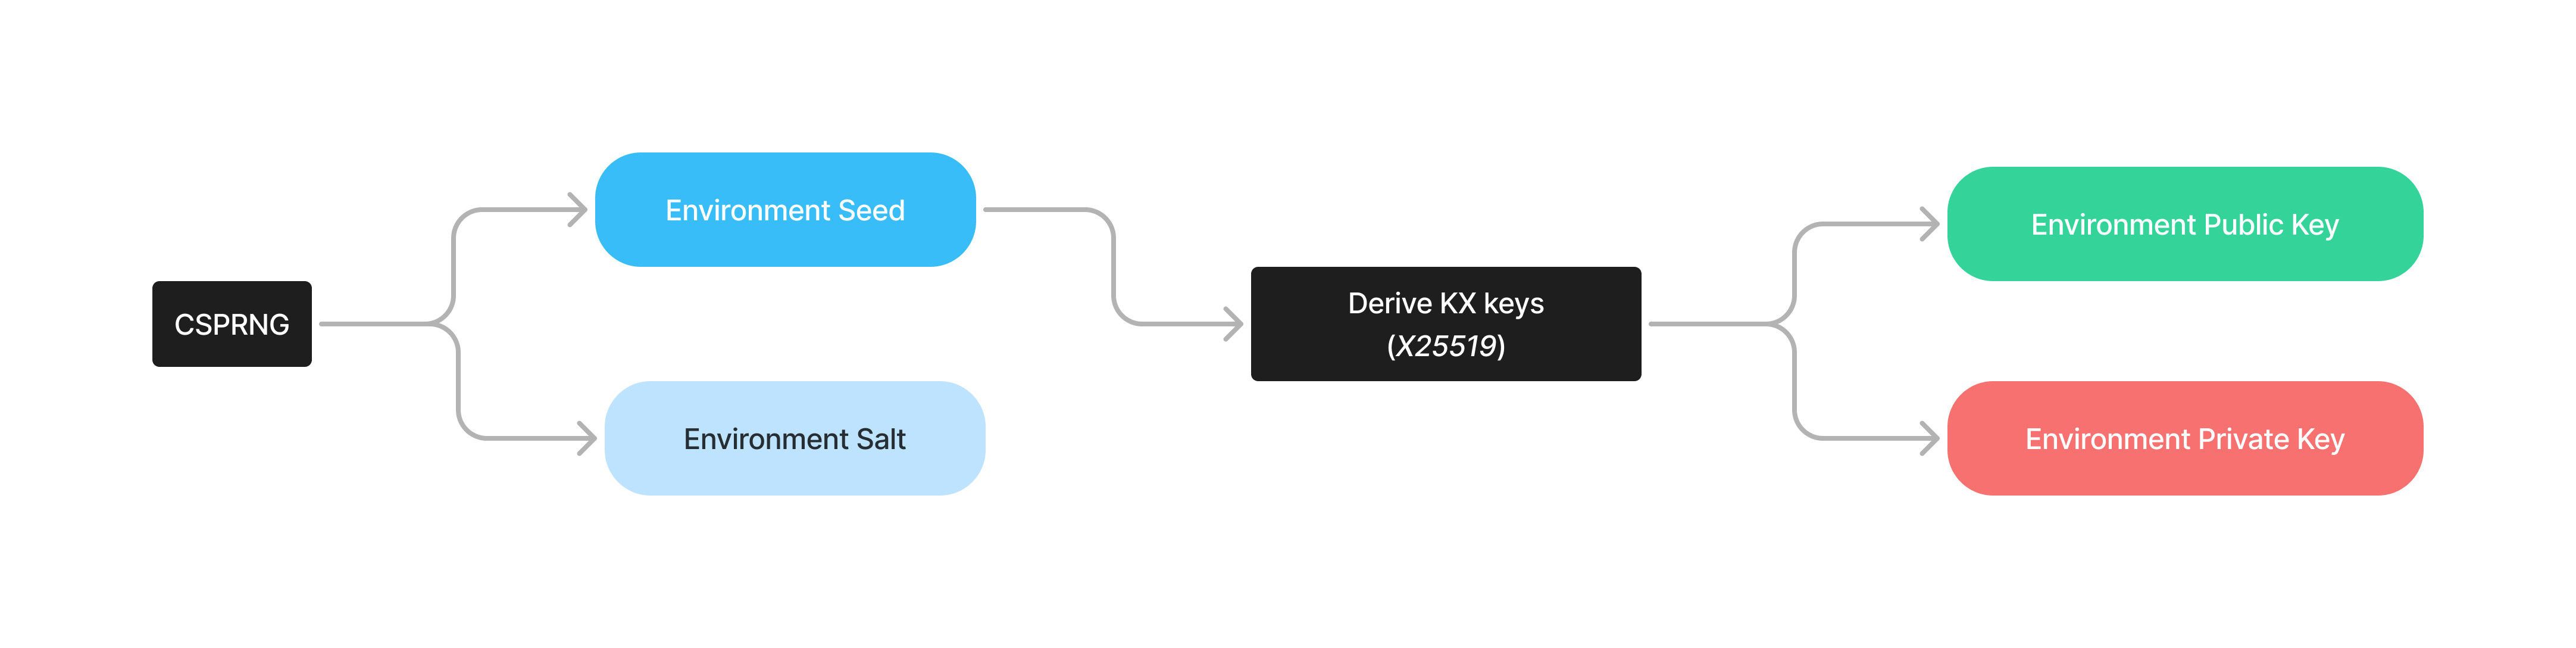 CSPRNG
Environment Seed
Environment Salt
Derive KX keys
(X25519)
Environment Public Key
Environment Private Key